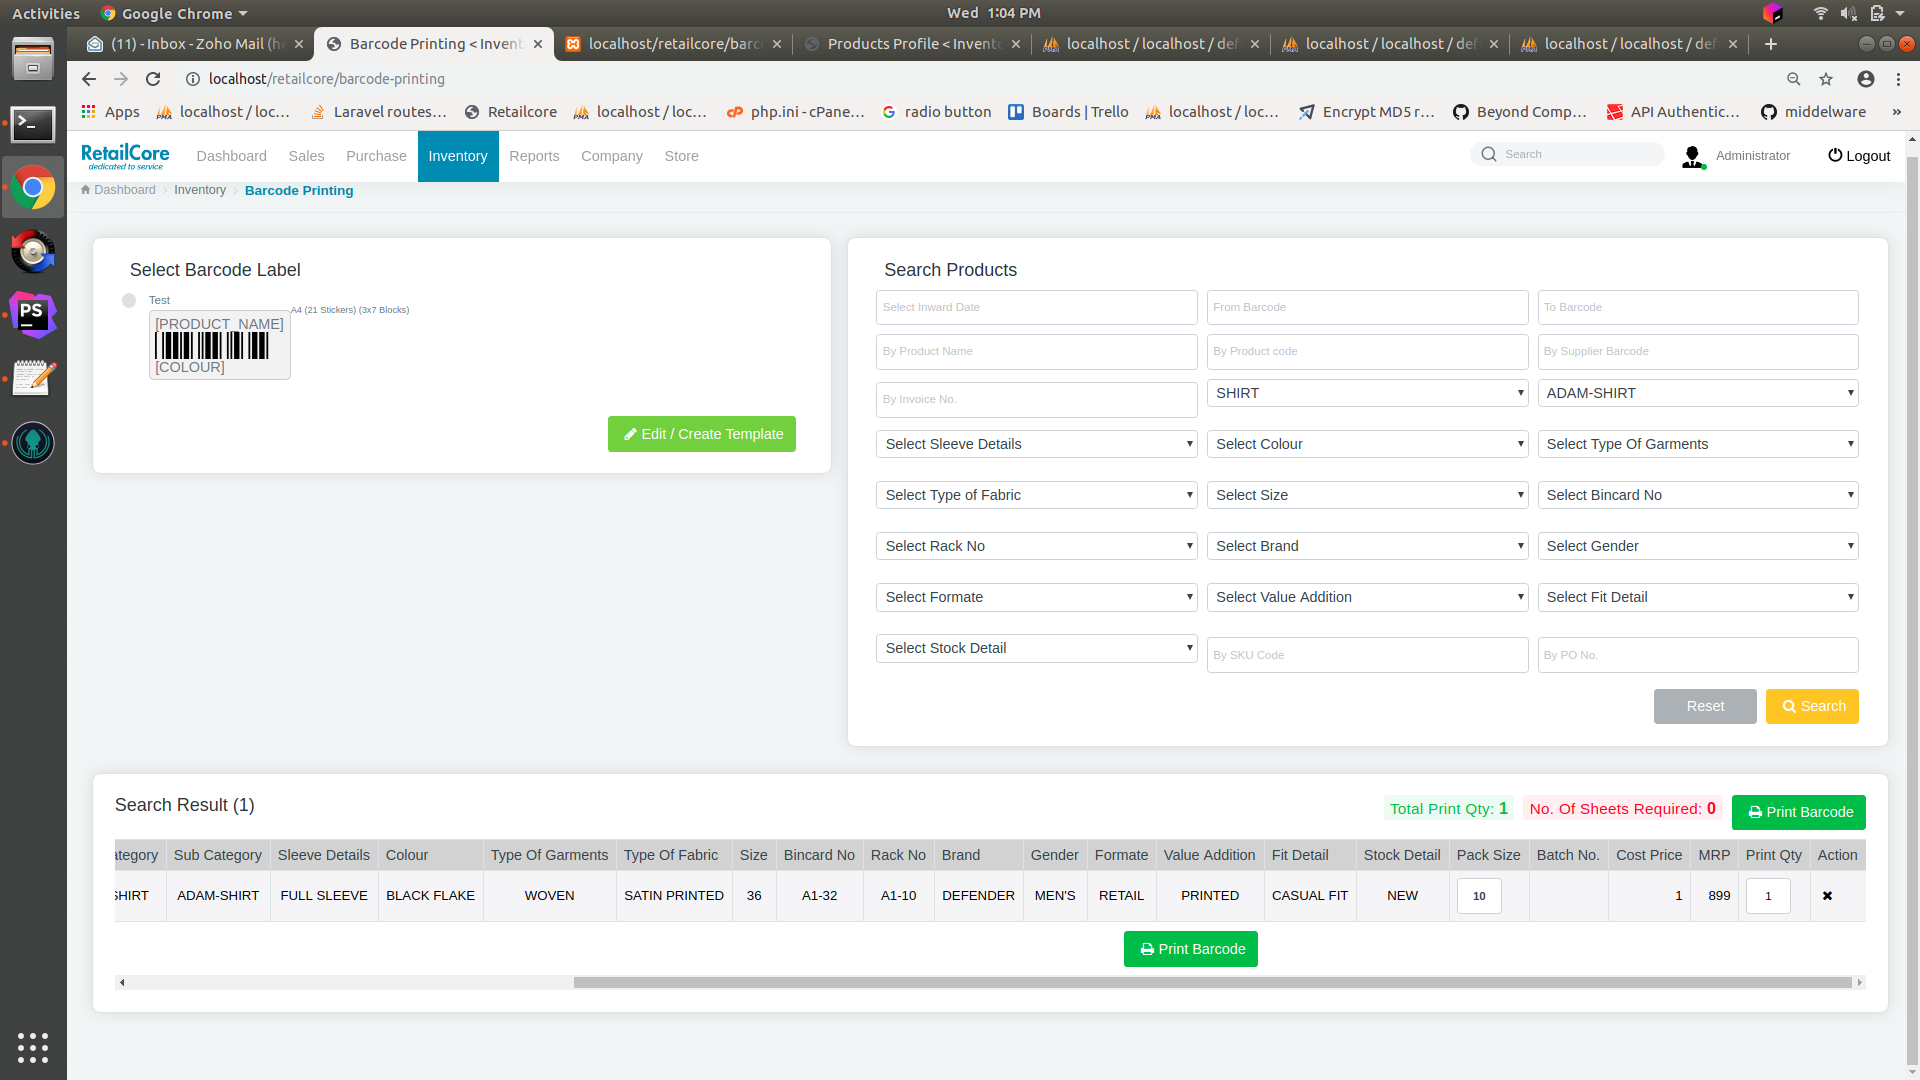 Activities
Google Chrome
Wed 1:04 PM
(11) - Inbox - Zoho Mail (he
Barcode Printing < Invent
localhost/retailcore/barc
Products Profile < Invento
localhost / localhost / def
localhost / localhost / def
localhost / localhost / def
localhost/retailcore/barcode-printing
Apps
localhost / loc...
Laravel routes...
Retailcore
localhost / loc...
php.ini - cPane...
radio button
Boards | Trello
localhost / loc...
Encrypt MD5 r...
Beyond Comp...
API Authentic...
middelware
»
RetailCore
dedicated to service
Dashboard
Sales
Purchase
Inventory
Reports
Company
Store
Search
Administrator
Logout
Dashboard › Inventory › Barcode Printing
Select Barcode Label
Test
A4 (21 Stickers) (3x7 Blocks)
[PRODUCT_NAME]
[COLOUR]
Edit / Create Template
Search Products
Select Inward Date
From Barcode
To Barcode
By Product Name
By Product code
By Supplier Barcode
By Invoice No.
SHIRT
ADAM-SHIRT
Select Sleeve Details
Select Colour
Select Type Of Garments
Select Type of Fabric
Select Size
Select Bincard No
Select Rack No
Select Brand
Select Gender
Select Formate
Select Value Addition
Select Fit Detail
Select Stock Detail
By SKU Code
By PO No.
Reset
Search
Search Result (1)
Total Print Qty: 1
No. Of Sheets Required: 0
Print Barcode
ategory Sub Category Sleeve Details Colour Type Of Garments Type Of Fabric Size Bincard No Rack No Brand Gender Formate Value Addition Fit Detail Stock Detail Pack Size Batch No. Cost Price MRP Print Qty Action
SHIRT ADAM-SHIRT FULL SLEEVE BLACK FLAKE WOVEN SATIN PRINTED 36 A1-32 A1-10 DEFENDER MEN'S RETAIL PRINTED CASUAL FIT NEW 10 1 899 1
Print Barcode
PS